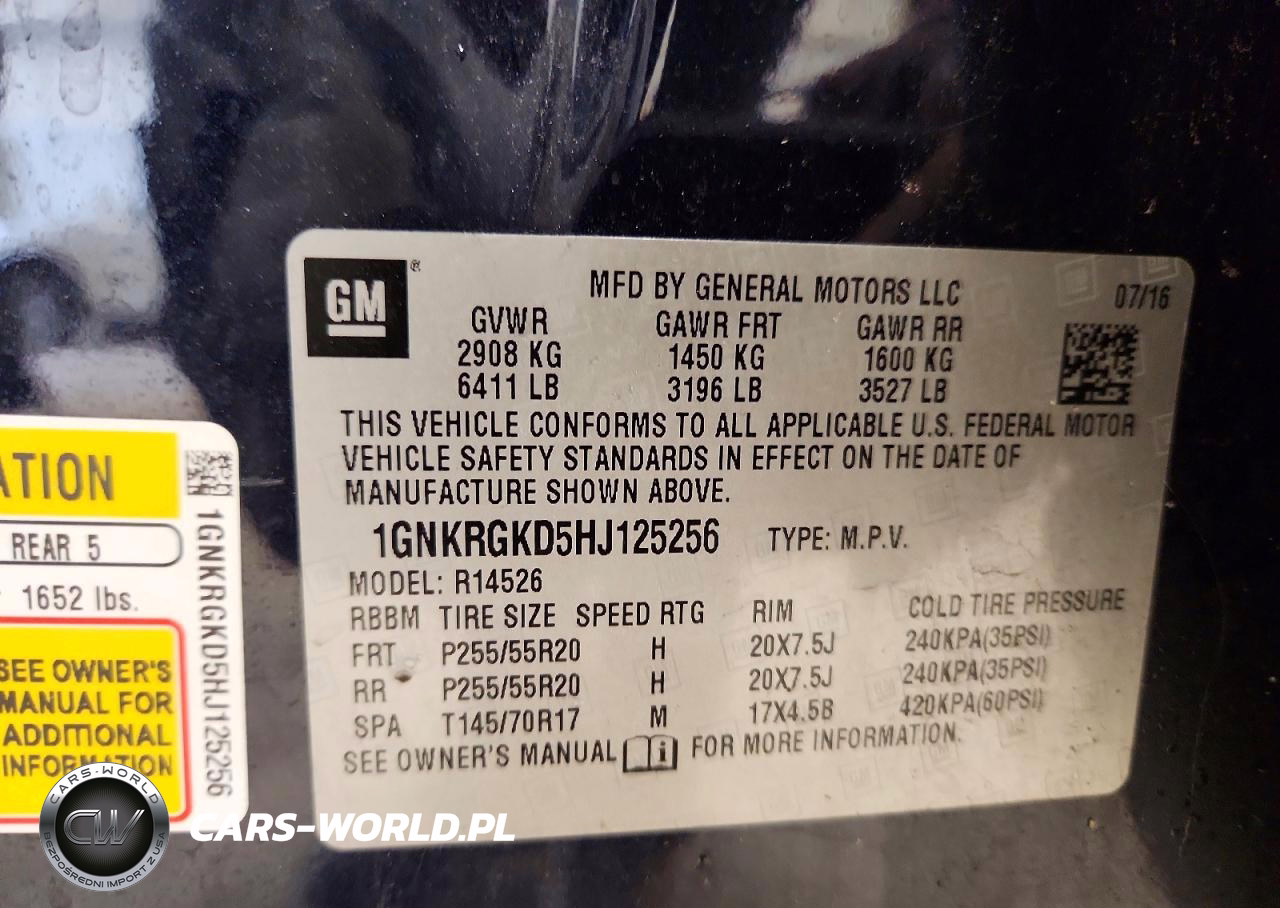 GM
®
MFD BY GENERAL MOTORS LLC
07/16
GVWR GAWR FRT GAWR RR
2908 KG 1450 KG 1600 KG
6411 LB 3196 LB 3527 LB
THIS VEHICLE CONFORMS TO ALL APPLICABLE U.S. FEDERAL MOTOR
VEHICLE SAFETY STANDARDS IN EFFECT ON THE DATE OF
MANUFACTURE SHOWN ABOVE.
1GNKRGKD5HJ125256 TYPE: M.P.V.
MODEL: R14526
RBBM TIRE SIZE SPEED RTG RIM COLD TIRE PRESSURE
FRT P255/55R20 H 20X7.5J 240KPA(35PSI)
RR P255/55R20 H 20X7.5J 240KPA(35PSI)
SPA T145/70R17 M 17X4.5B 420KPA(60PSI)
SEE OWNER'S MANUAL i FOR MORE INFORMATION.
ATION
REAR 5
1652 lbs.
SEE OWNER'S
MANUAL FOR
ADDITIONAL
INFORMATION
1GNKRGKD5HJ125256
CARS-WORLD
CW
BEZPOŚREDNI IMPORT Z USA
CARS-WORLD.PL